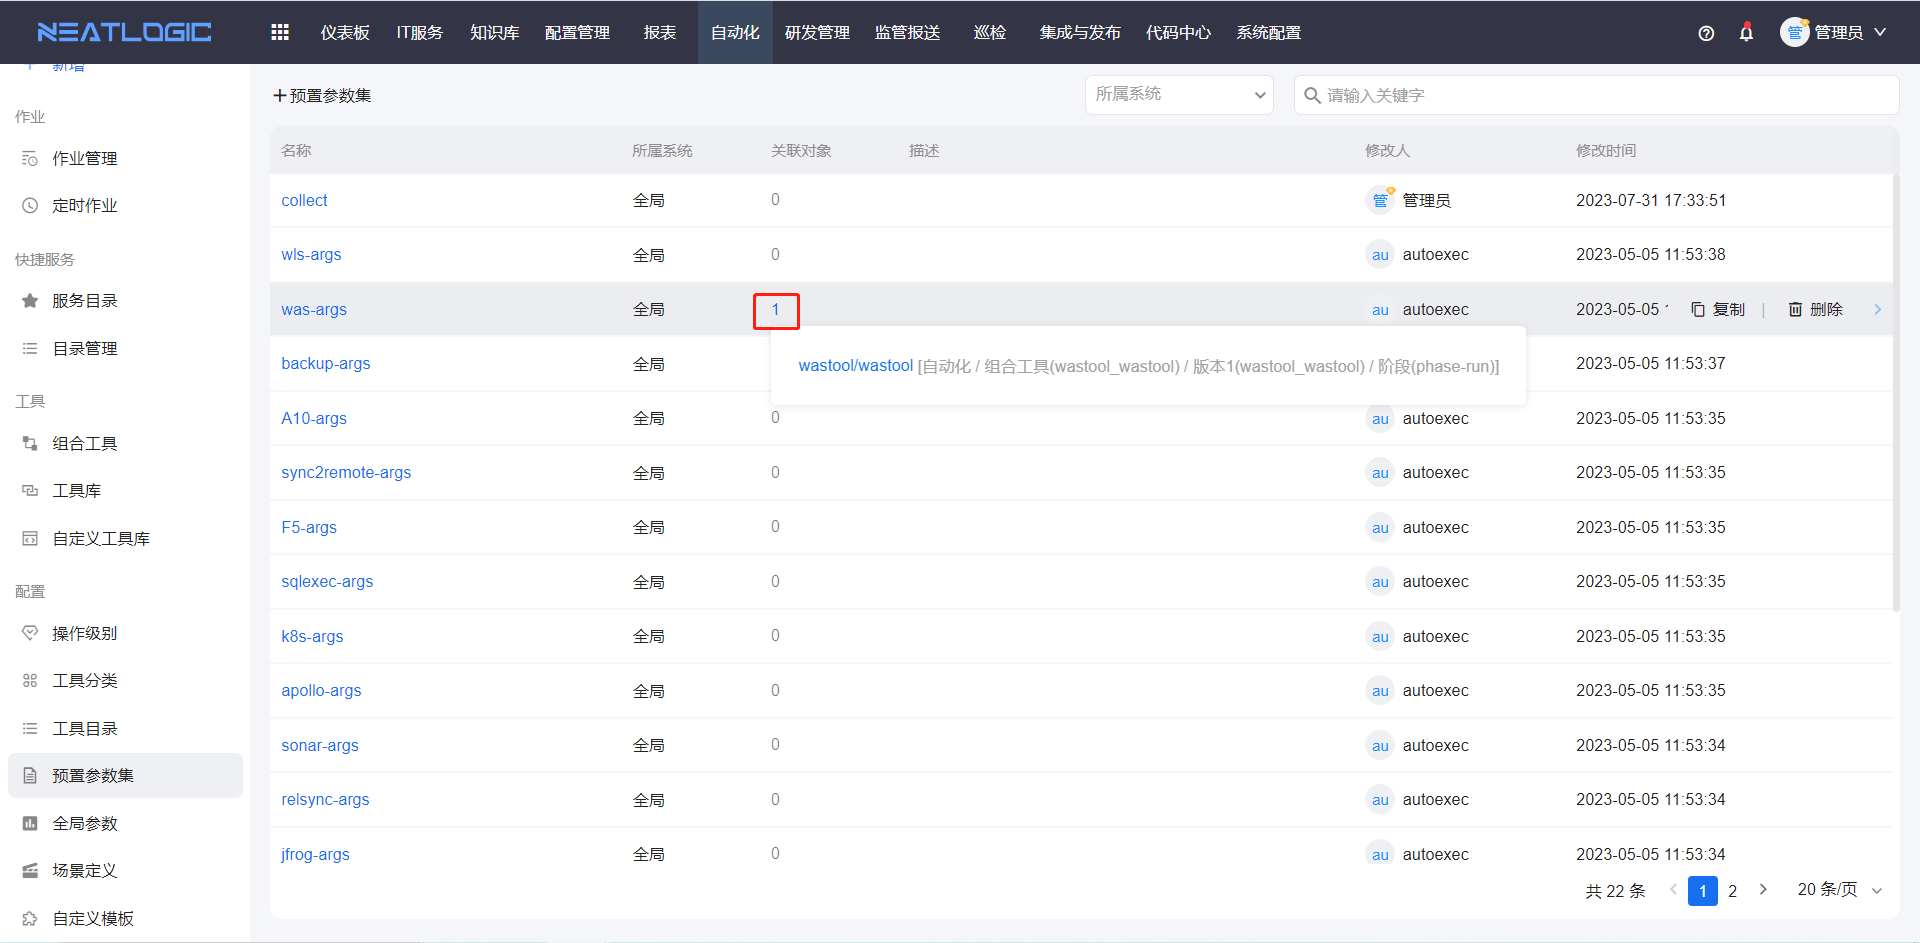 NEATLOGIC 仪表板 IT服务 知识库 配置管理 报表 自动化 研发管理 监管报送 巡检 集成与发布 代码中心 系统配置 管 管理员
新增
作业
作业管理
定时作业
快捷服务
服务目录
目录管理
工具
组合工具
工具库
自定义工具库
配置
操作级别
工具分类
工具目录
预置参数集
全局参数
场景定义
自定义模板
预置参数集 所属系统 请输入关键字
名称 所属系统 关联对象 描述 修改人 修改时间
collect 全局 0 管 管理员 2023-07-31 17:33:51
wls-args 全局 0 au autoexec 2023-05-05 11:53:38
was-args 全局 1 au autoexec 2023-05-05 复制 | 删除
wastool/wastool [自动化 / 组合工具(wastool_wastool) / 版本1(wastool_wastool) / 阶段(phase-run)]
backup-args 全局 2023-05-05 11:53:37
A10-args 全局 0 au autoexec 2023-05-05 11:53:35
sync2remote-args 全局 0 au autoexec 2023-05-05 11:53:35
F5-args 全局 0 au autoexec 2023-05-05 11:53:35
sqlexec-args 全局 0 au autoexec 2023-05-05 11:53:35
k8s-args 全局 0 au autoexec 2023-05-05 11:53:35
apollo-args 全局 0 au autoexec 2023-05-05 11:53:35
sonar-args 全局 0 au autoexec 2023-05-05 11:53:34
relsync-args 全局 0 au autoexec 2023-05-05 11:53:34
jfrog-args 全局 0 au autoexec 2023-05-05 11:53:34
共 22 条 1 2 20 条/页